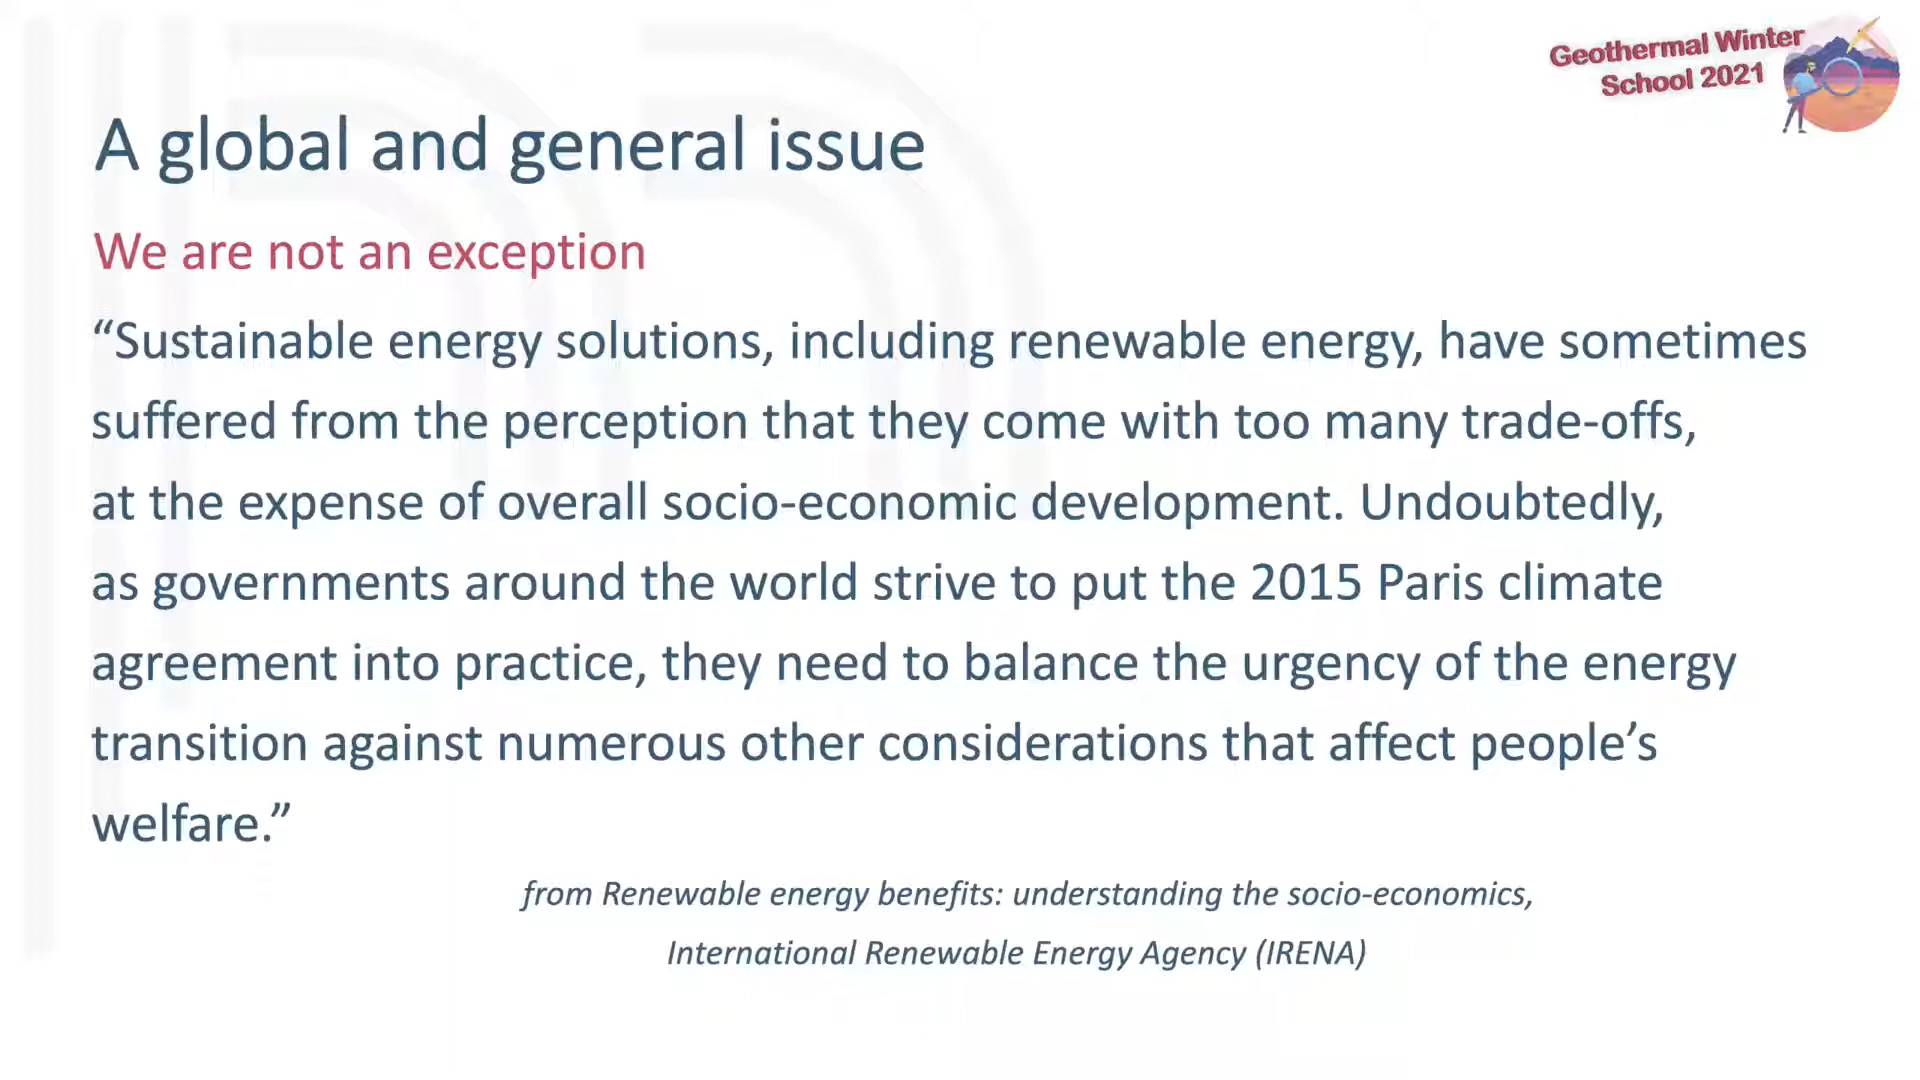 Geothermal Winter
School 2021
A global and general issue
We are not an exception
“Sustainable energy solutions, including renewable energy, have sometimes
suffered from the perception that they come with too many trade-offs,
at the expense of overall socio-economic development. Undoubtedly,
as governments around the world strive to put the 2015 Paris climate
agreement into practice, they need to balance the urgency of the energy
transition against numerous other considerations that affect people’s
welfare.”
from Renewable energy benefits: understanding the socio-economics,
International Renewable Energy Agency (IRENA)